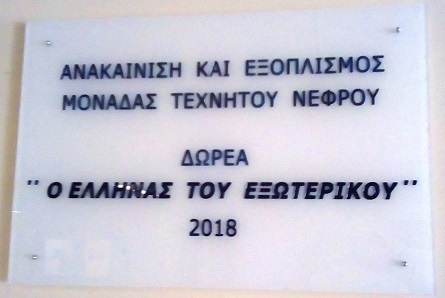 ΑΝΑΚΑΙΝΙΣΗ ΚΑΙ ΕΞΟΠΛΙΣΜΟΣ
ΜΟΝΑΔΑΣ ΤΕΧΝΗΤΟΥ ΝΕΦΡΟΥ
ΔΩΡΕΑ
'' Ο ΕΛΛΗΝΑΣ ΤΟΥ ΕΞΩΤΕΡΙΚΟΥ ''
2018